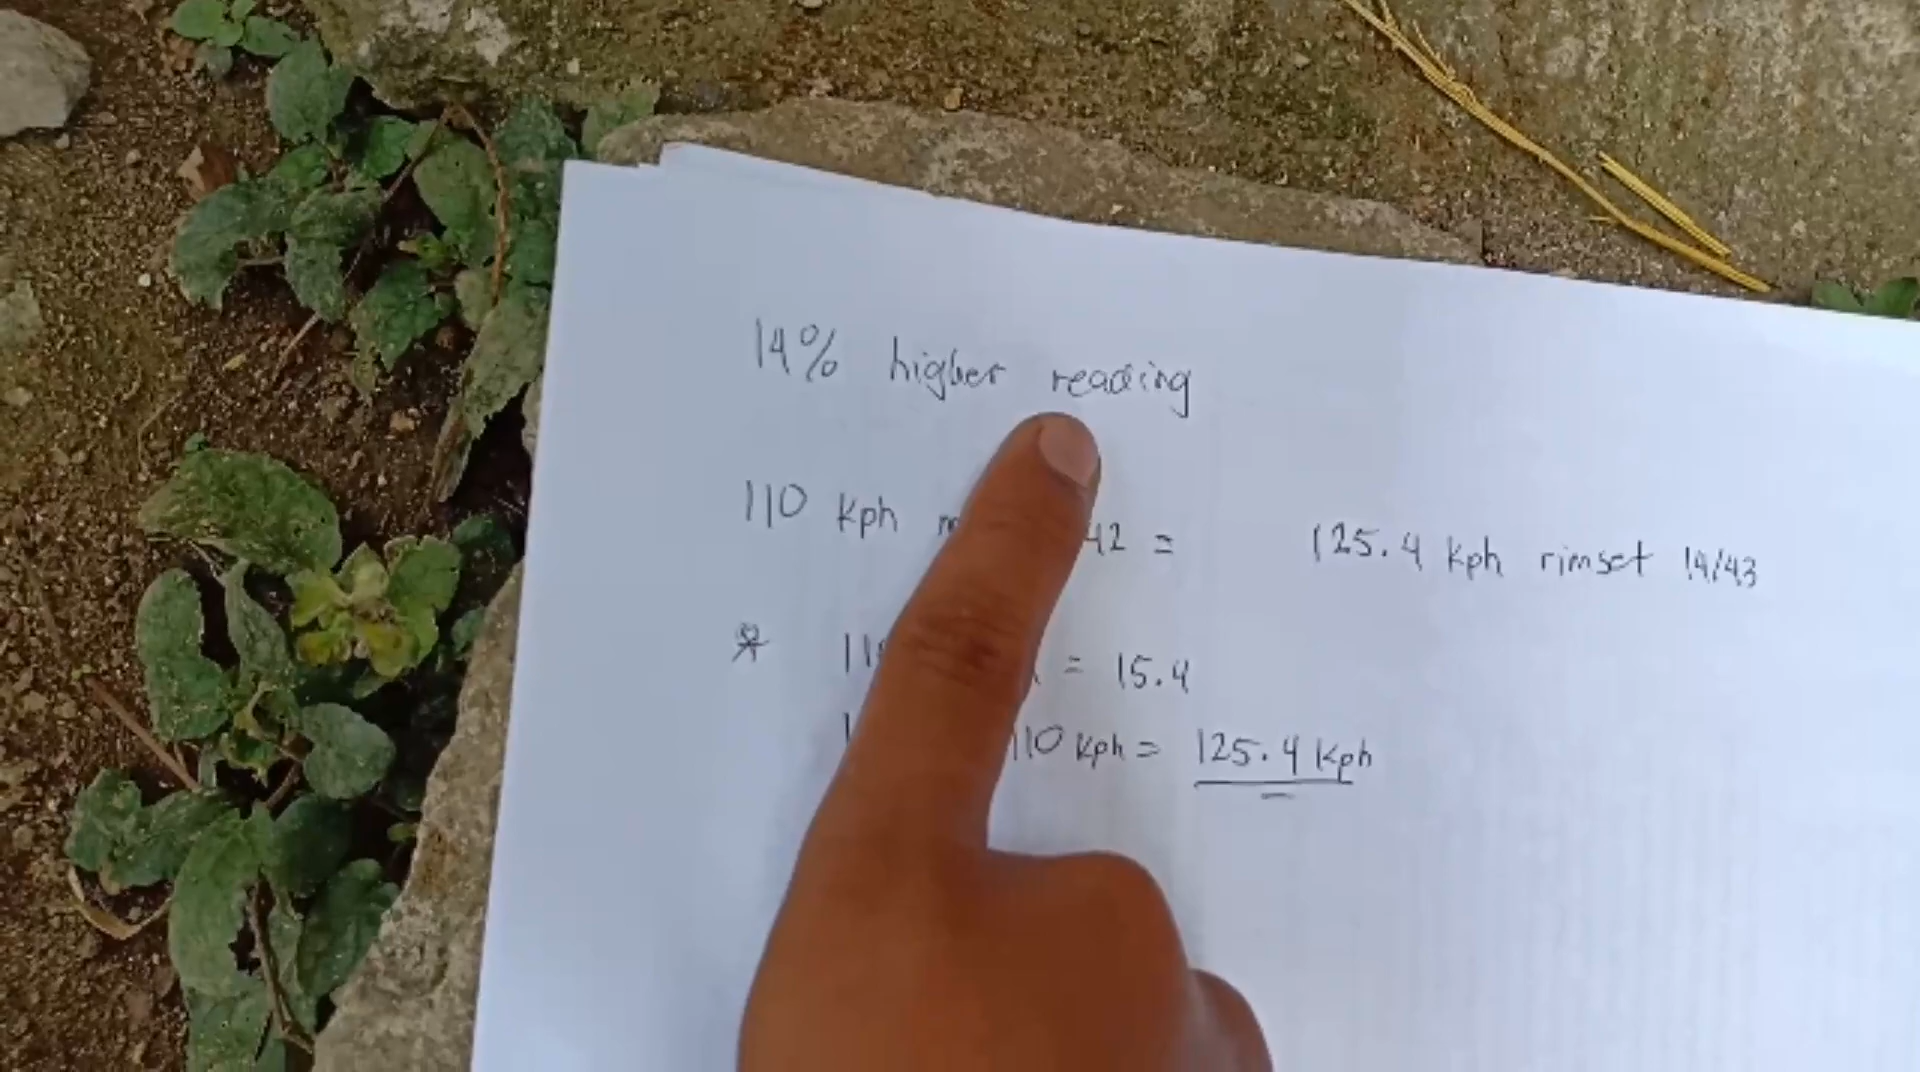 14% higher reading
110 kph 42 = 125.4 kph rimset 14/43
* = 15.4
110 kph = 125.4 kph